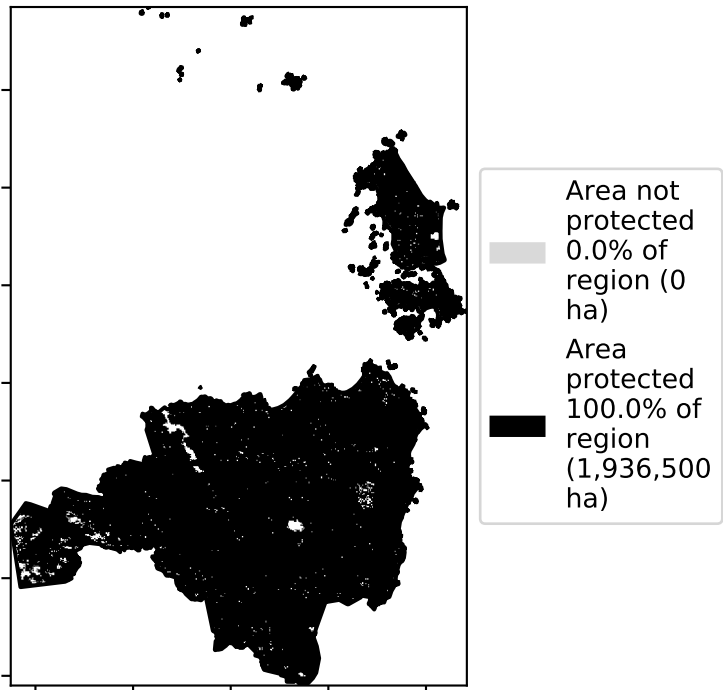 Area not
protected
0.0% of
region (0
ha)
Area
protected
100.0% of
region
(1,936,500
ha)